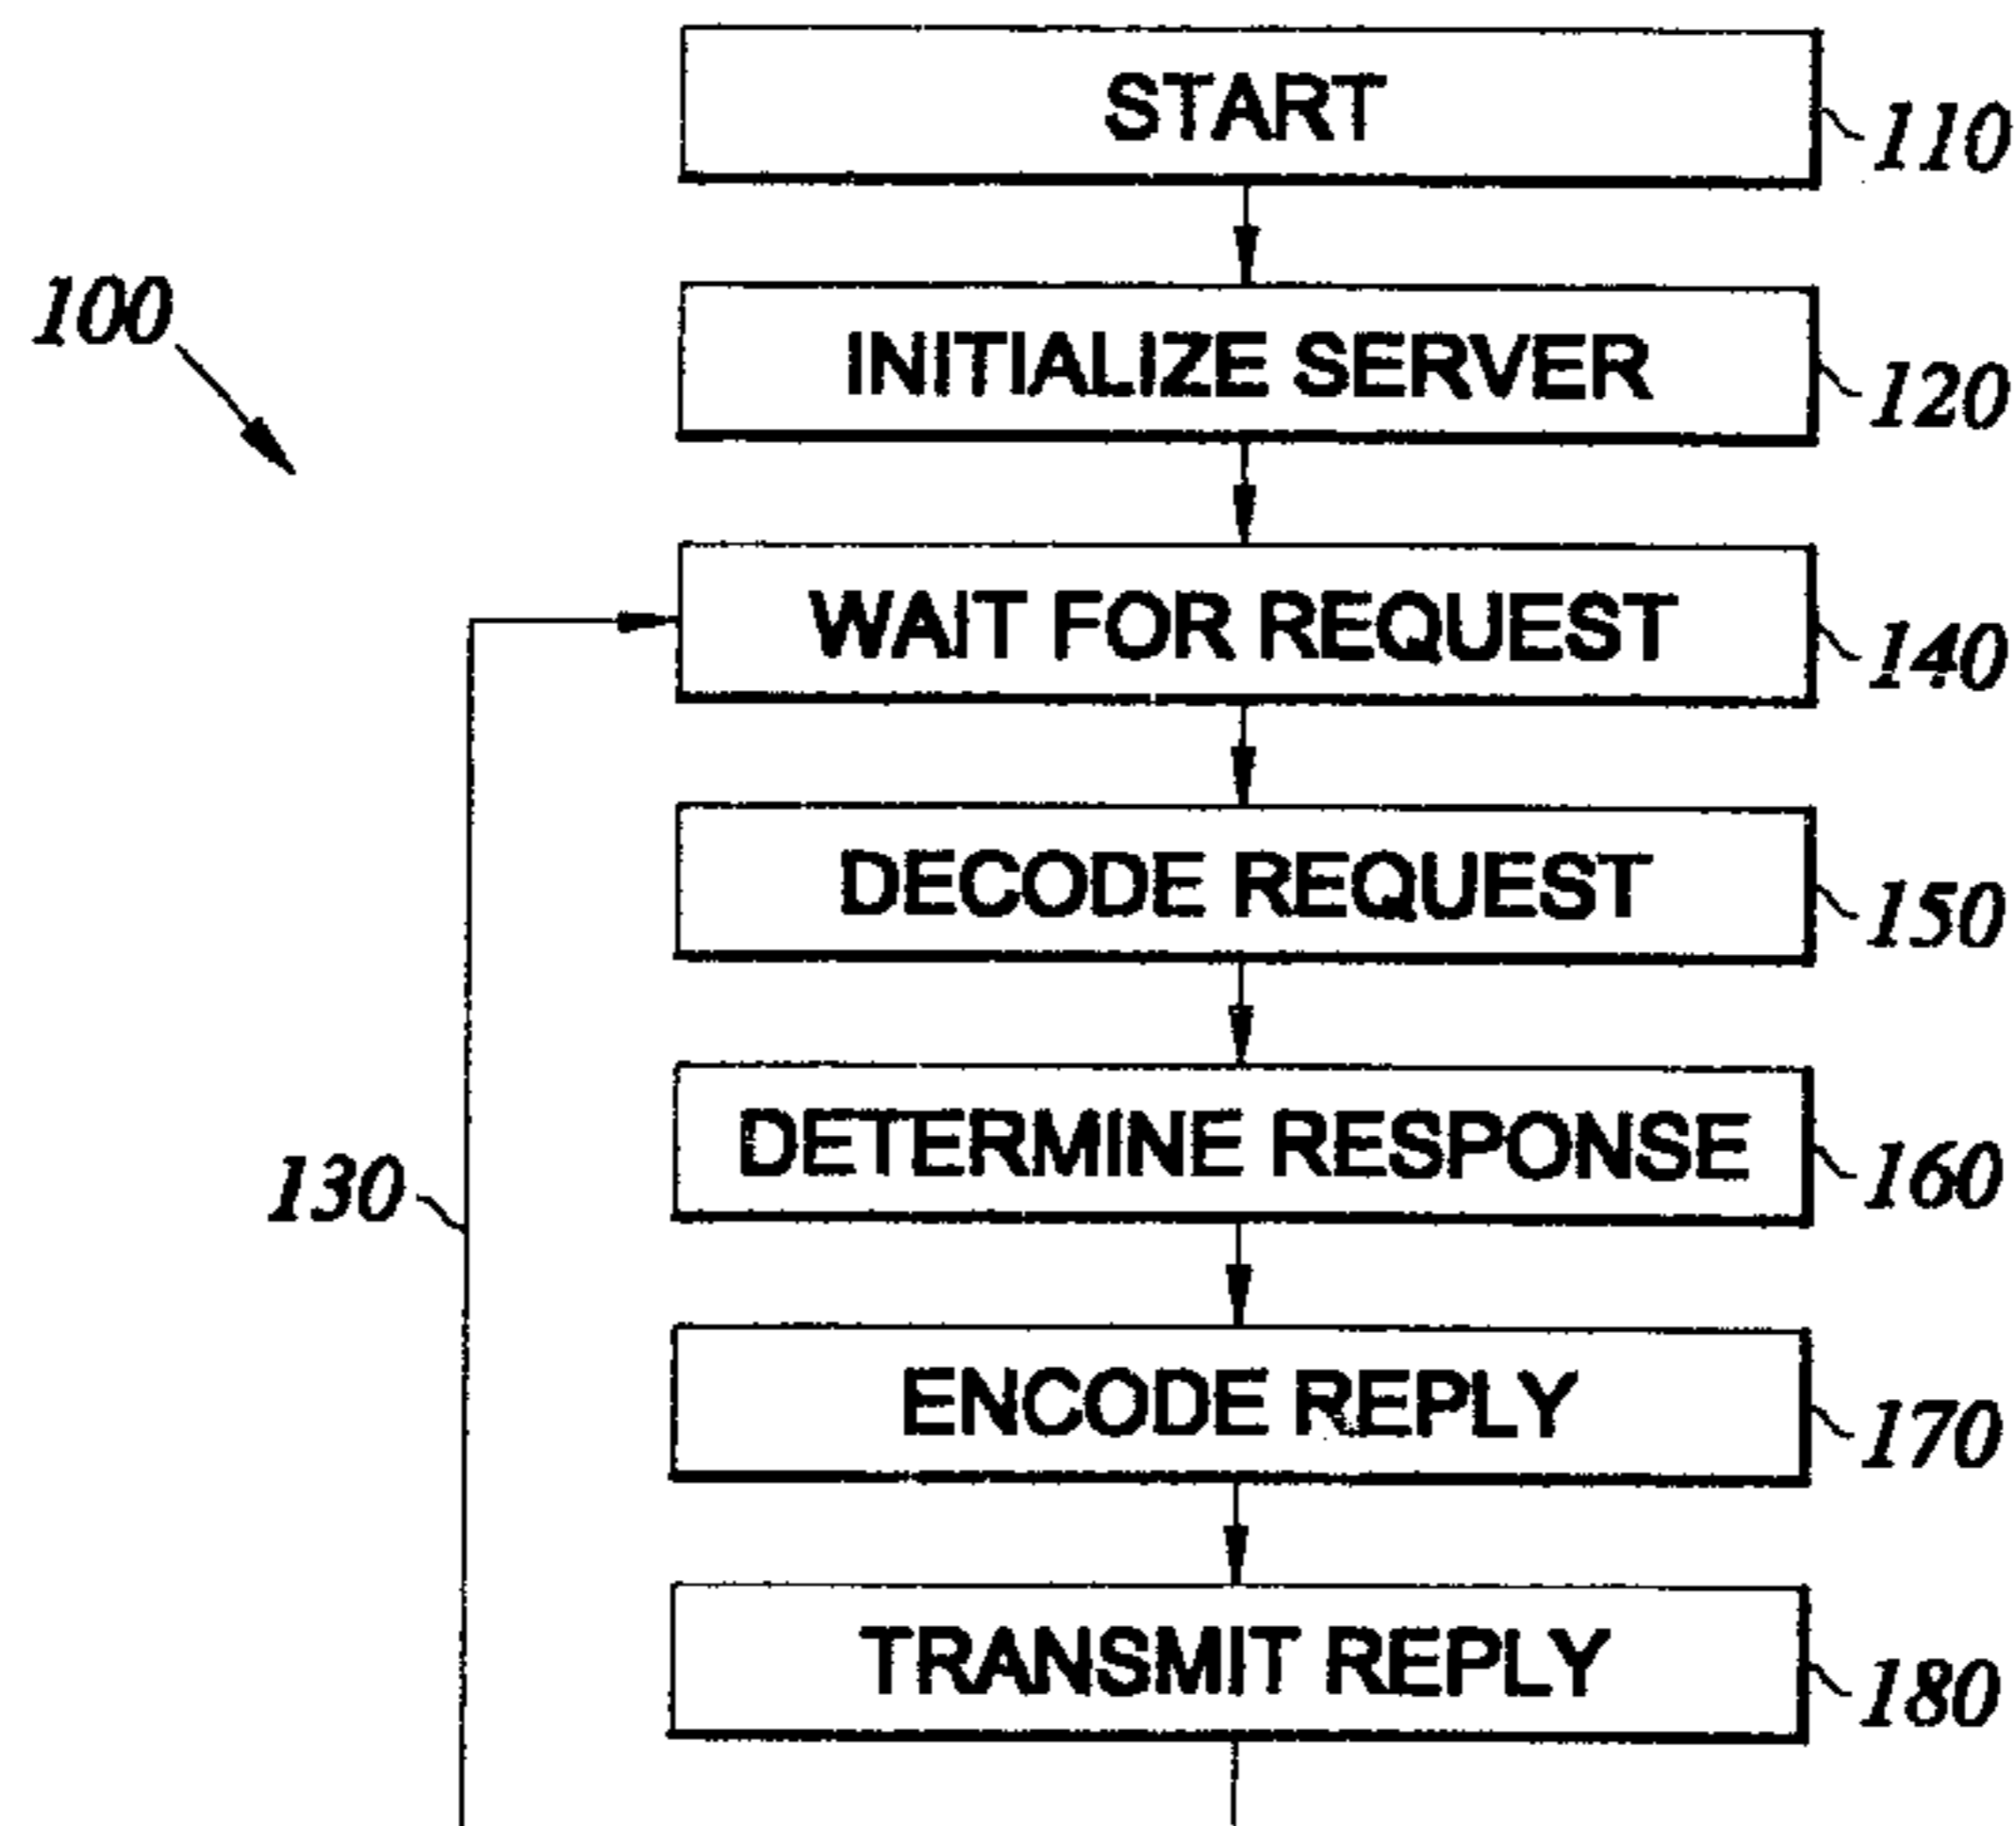 START
110
100
INITIALIZE SERVER
120
WAIT FOR REQUEST
140
DECODE REQUEST
150
130
DETERMINE RESPONSE
160
ENCODE REPLY
170
TRANSMIT REPLY
180